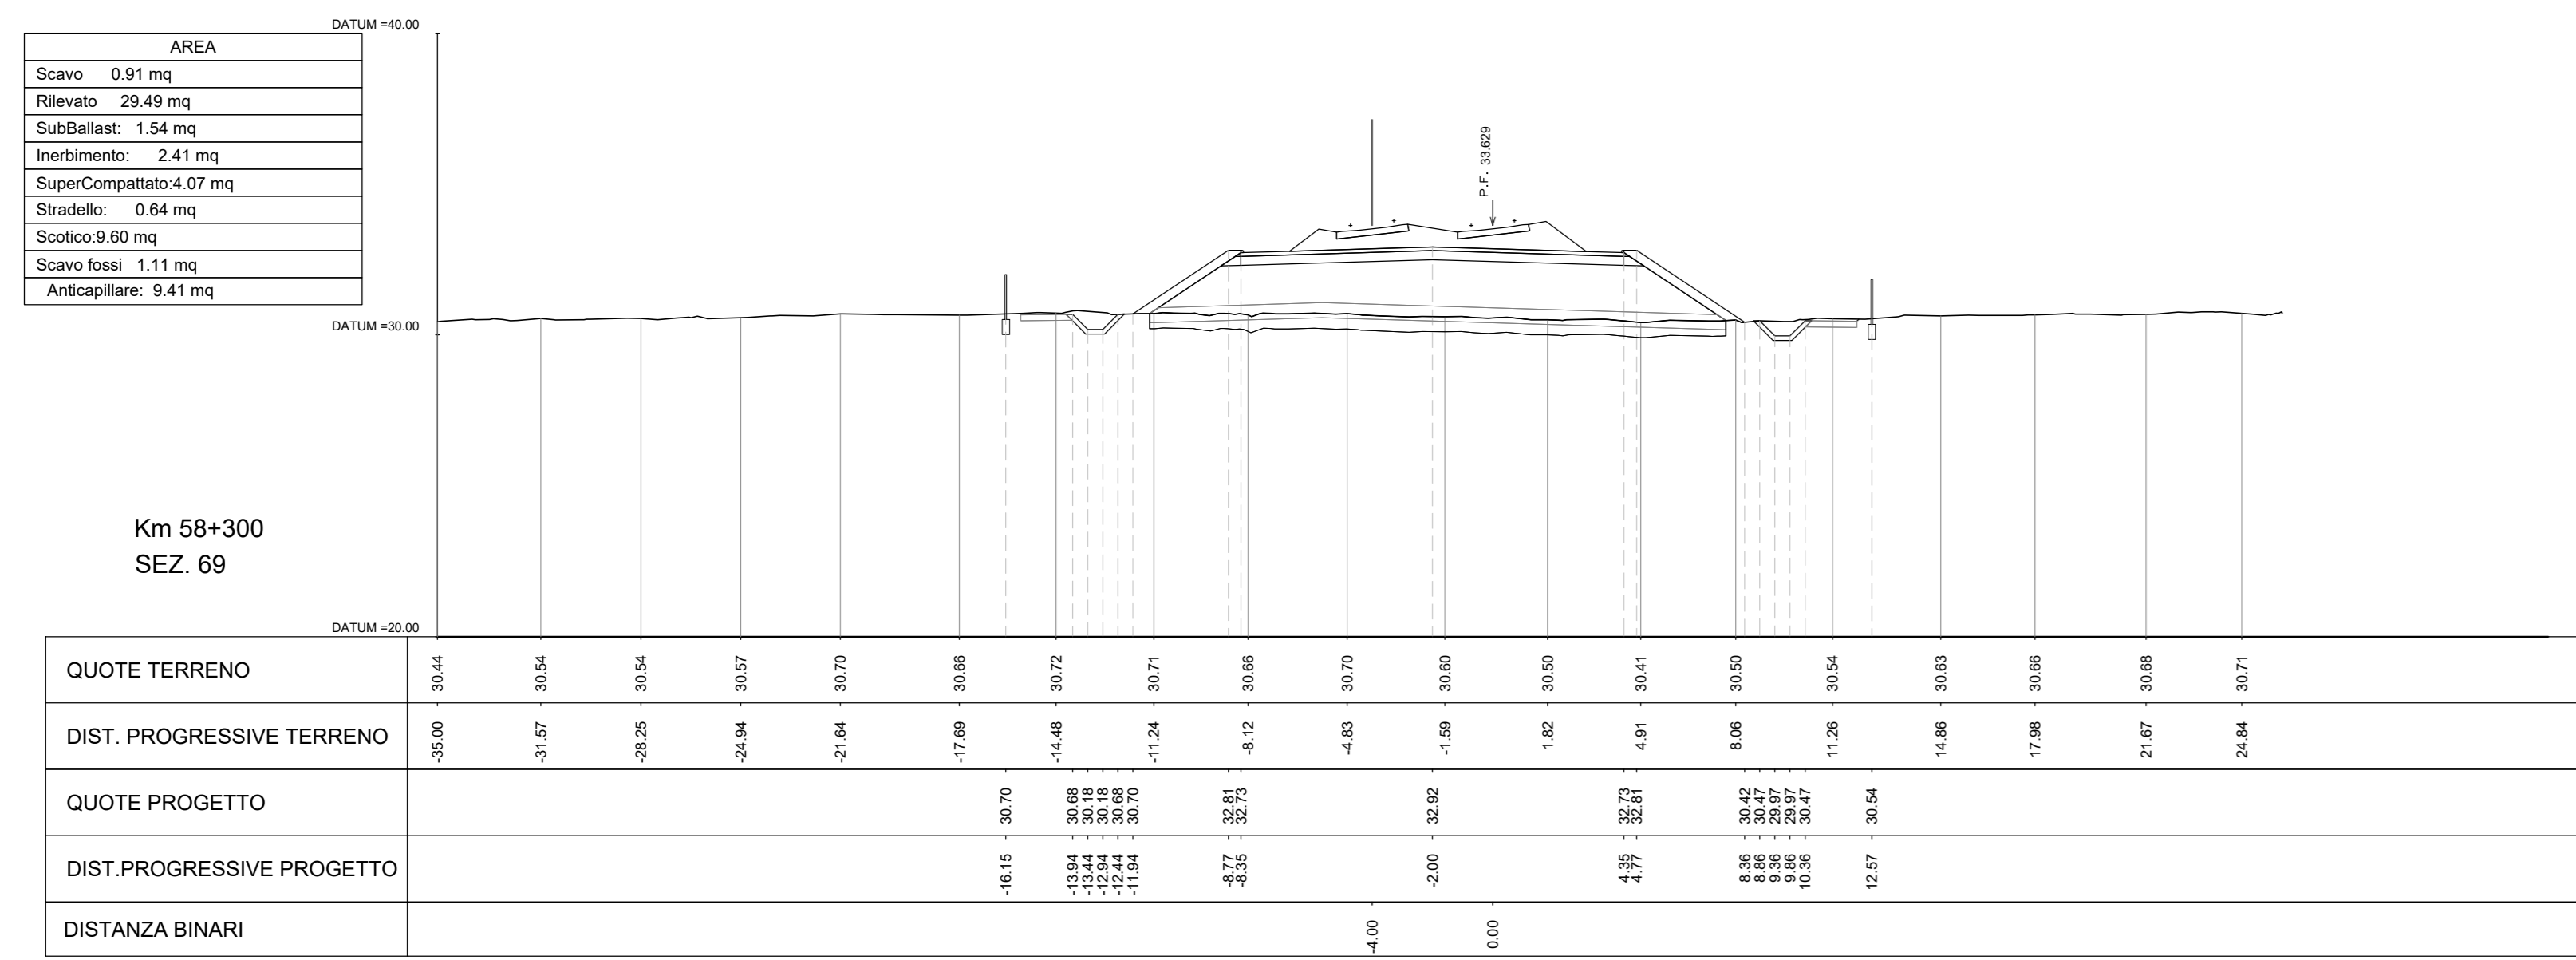 DATUM =40.00
AREA
Scavo 0.91 mq
Rilevato 29.49 mq
SubBallast: 1.54 mq
Inerbimento: 2.41 mq
SuperCompattato:4.07 mq
Stradello: 0.64 mq
Scotico:9.60 mq
Scavo fossi 1.11 mq
Anticapillare: 9.41 mq
P.F. 33.629
DATUM =30.00
Km 58+300
SEZ. 69
DATUM =20.00
QUOTE TERRENO 30.44 30.54 30.54 30.57 30.70 30.66 30.72 30.71 30.66 30.70 30.60 30.50 30.41 30.50 30.54 30.63 30.66 30.68 30.71
DIST. PROGRESSIVE TERRENO -35.00 -31.57 -28.25 -24.94 -21.64 -17.69 -14.48 -11.24 -8.12 -4.83 -1.59 1.82 4.91 8.06 11.26 14.86 17.98 21.67 24.84
QUOTE PROGETTO 30.70 30.68 30.18 30.18 30.68 30.70 32.81 32.73 32.92 32.73 32.81 30.42 30.47 29.97 29.97 30.47 30.54
DIST.PROGRESSIVE PROGETTO -16.15 -13.94 -13.44 -12.94 -12.44 -11.94 -8.77 -8.35 -2.00 4.35 4.77 8.36 8.86 9.36 9.86 10.36 12.57
DISTANZA BINARI -4.00 0.00